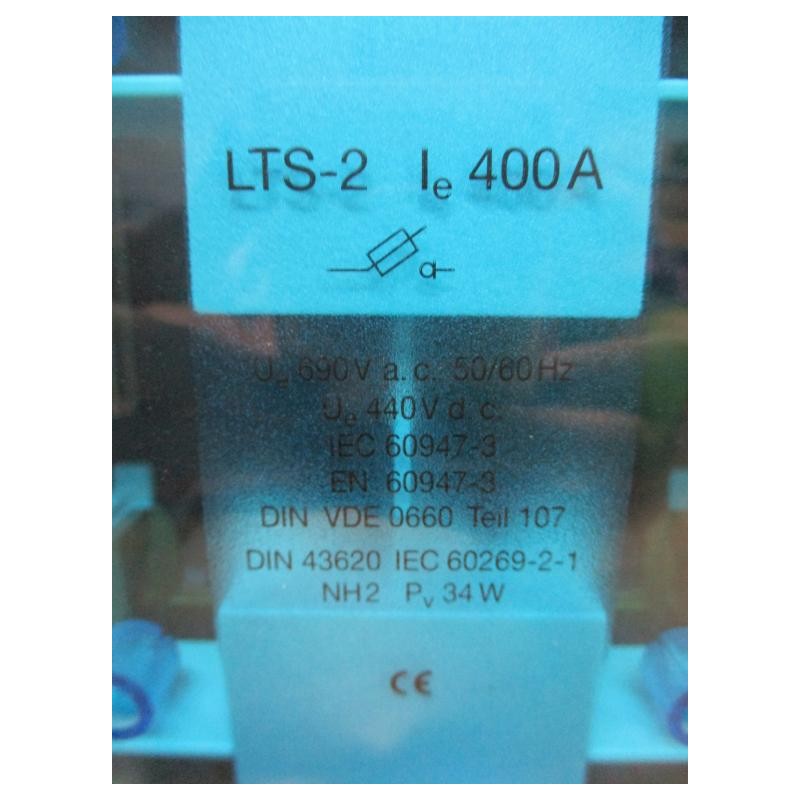 LTS-2 Ie 400A
Ue 690V a.c. 50/60Hz
Ue 440V d c.
IEC 60947-3
EN 60947-3
DIN VDE 0660 Teil 107
DIN 43620 IEC 60269-2-1
NH2 Pv 34W
CE